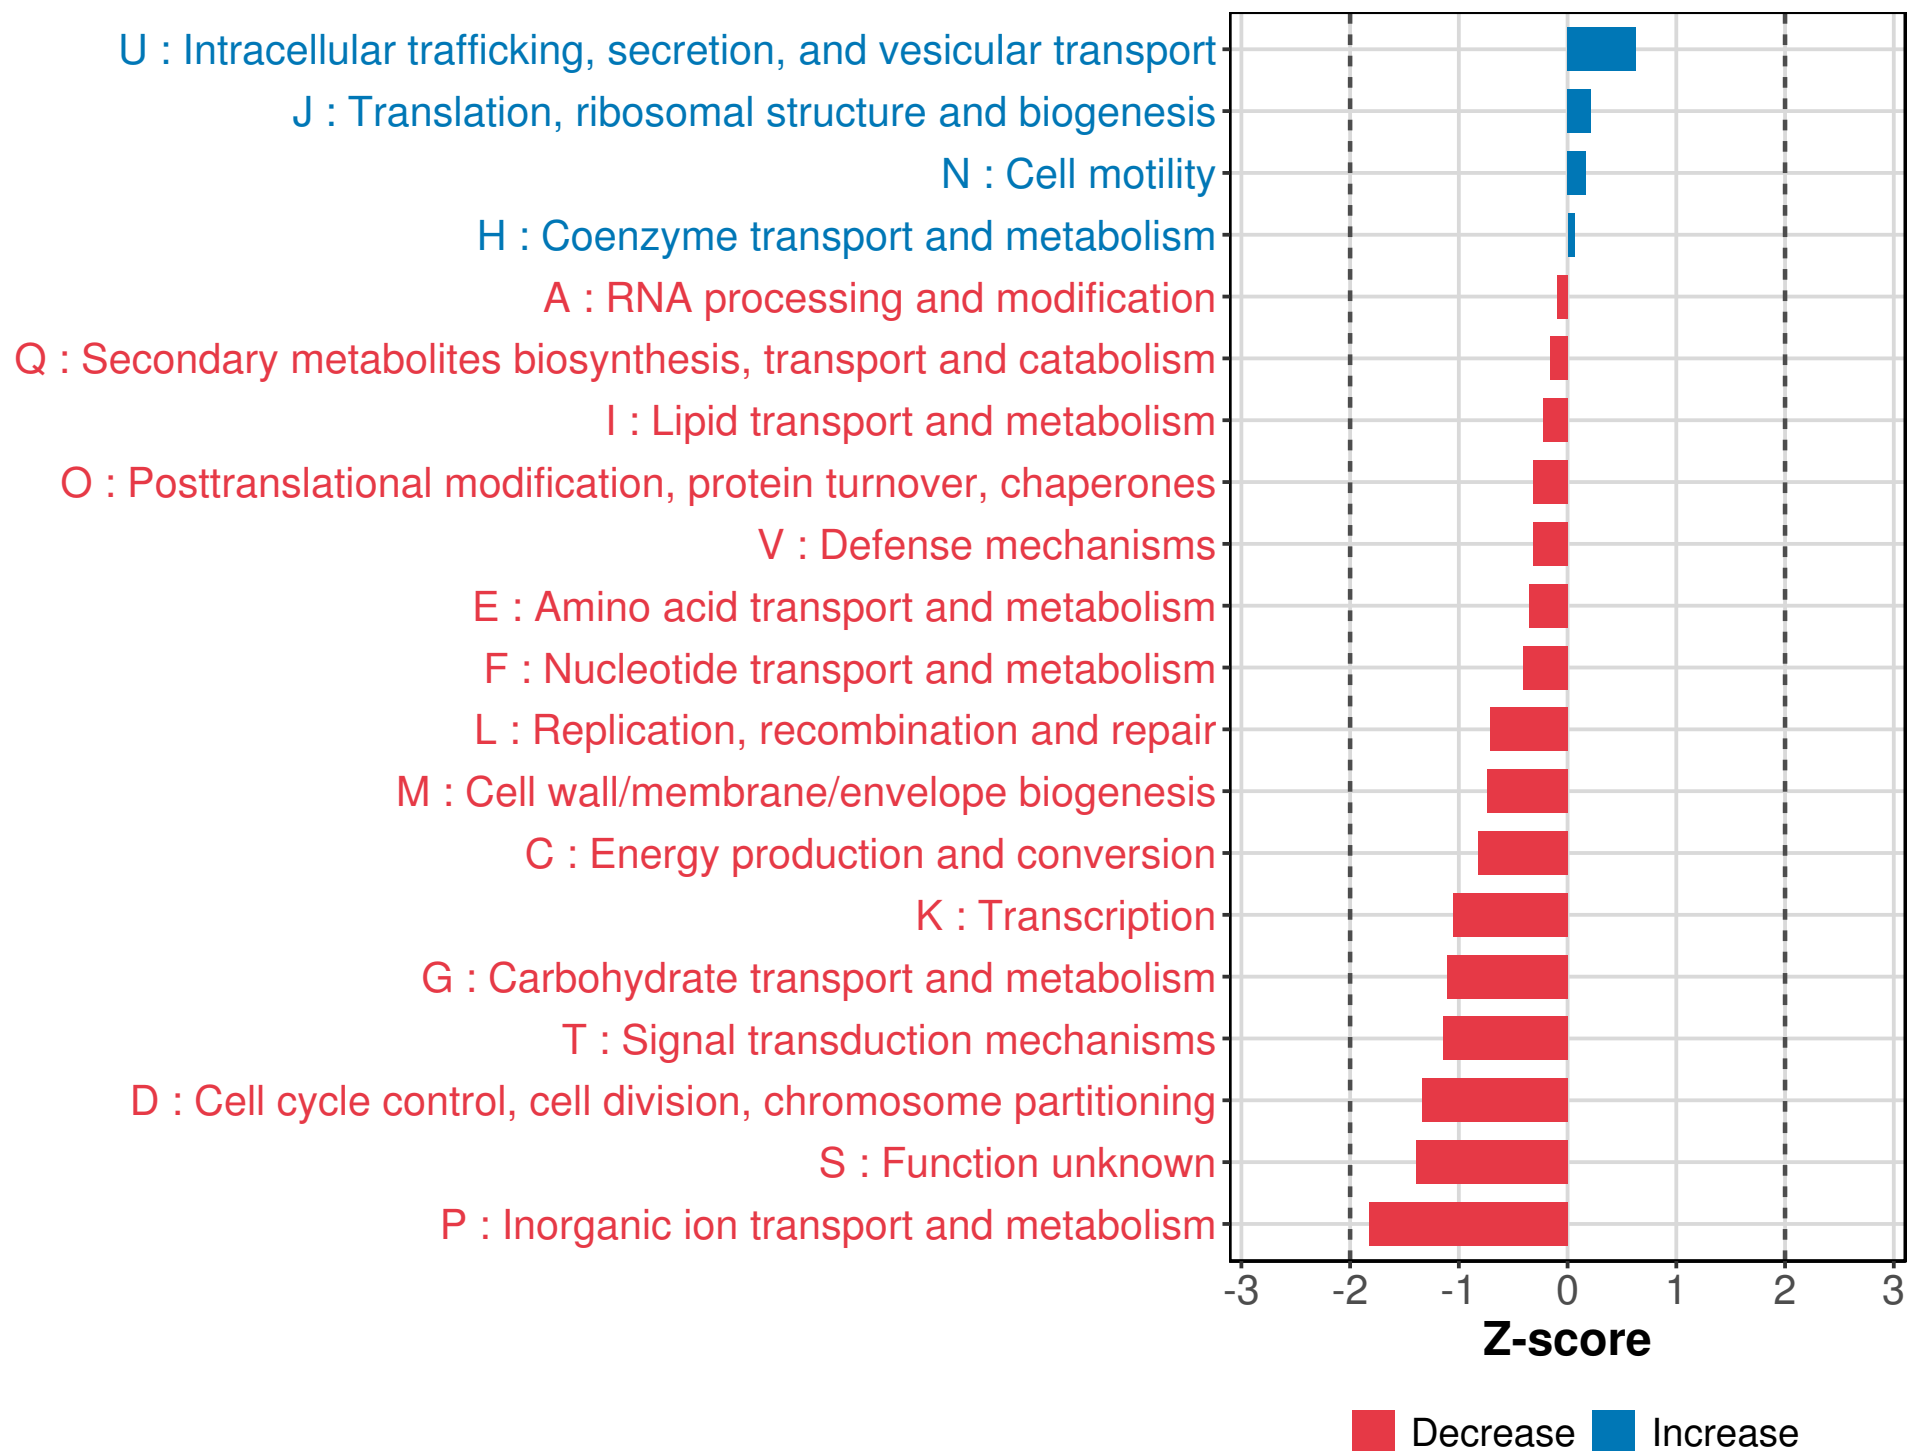 U : Intracellular trafficking, secretion, and vesicular transport
J : Translation, ribosomal structure and biogenesis
N : Cell motility
H : Coenzyme transport and metabolism
A : RNA processing and modification
Q : Secondary metabolites biosynthesis, transport and catabolism
I : Lipid transport and metabolism
O : Posttranslational modification, protein turnover, chaperones
V : Defense mechanisms
E : Amino acid transport and metabolism
F : Nucleotide transport and metabolism
L : Replication, recombination and repair
M : Cell wall/membrane/envelope biogenesis
C : Energy production and conversion
K : Transcription
G : Carbohydrate transport and metabolism
T : Signal transduction mechanisms
D : Cell cycle control, cell division, chromosome partitioning
S : Function unknown
P : Inorganic ion transport and metabolism
-3 -2 -1 0 1 2 3
Z-score
Decrease Increase